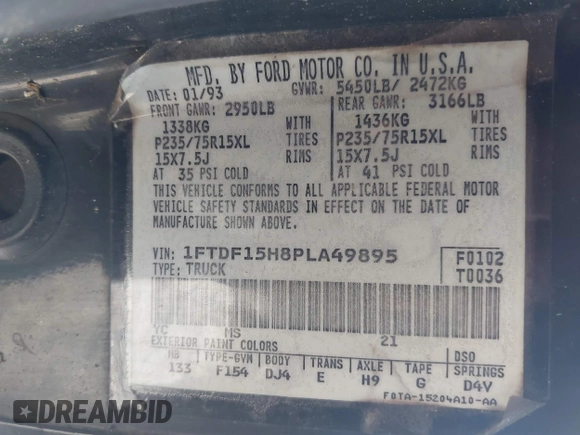 MFD. BY FORD MOTOR CO. IN U.S.A.
DATE: 01/93 GVWR: 5450LB/ 2472KG
FRONT GAWR: 2950LB REAR GAWR: 3166LB
1338KG WITH 1436KG WITH
P235/75R15XL TIRES P235/75R15XL TIRES
15X7.5J RIMS 15X7.5J RIMS
AT 35 PSI COLD AT 41 PSI COLD
THIS VEHICLE CONFORMS TO ALL APPLICABLE FEDERAL MOTOR
VEHICLE SAFETY STANDARDS IN EFFECT ON THE DATE OF
MANUFACTURE SHOWN ABOVE.
VIN: 1FTDF15H8PLA49895 F0102
TYPE: TRUCK T0036
YC MS 21
EXTERIOR PAINT COLORS DSO
WB TYPE-GVW BODY TRANS AXLE TAPE SPRINGS
133 F154 DJ4 E H9 G D4V
F0TA-15204A10-AA
DREAMBID